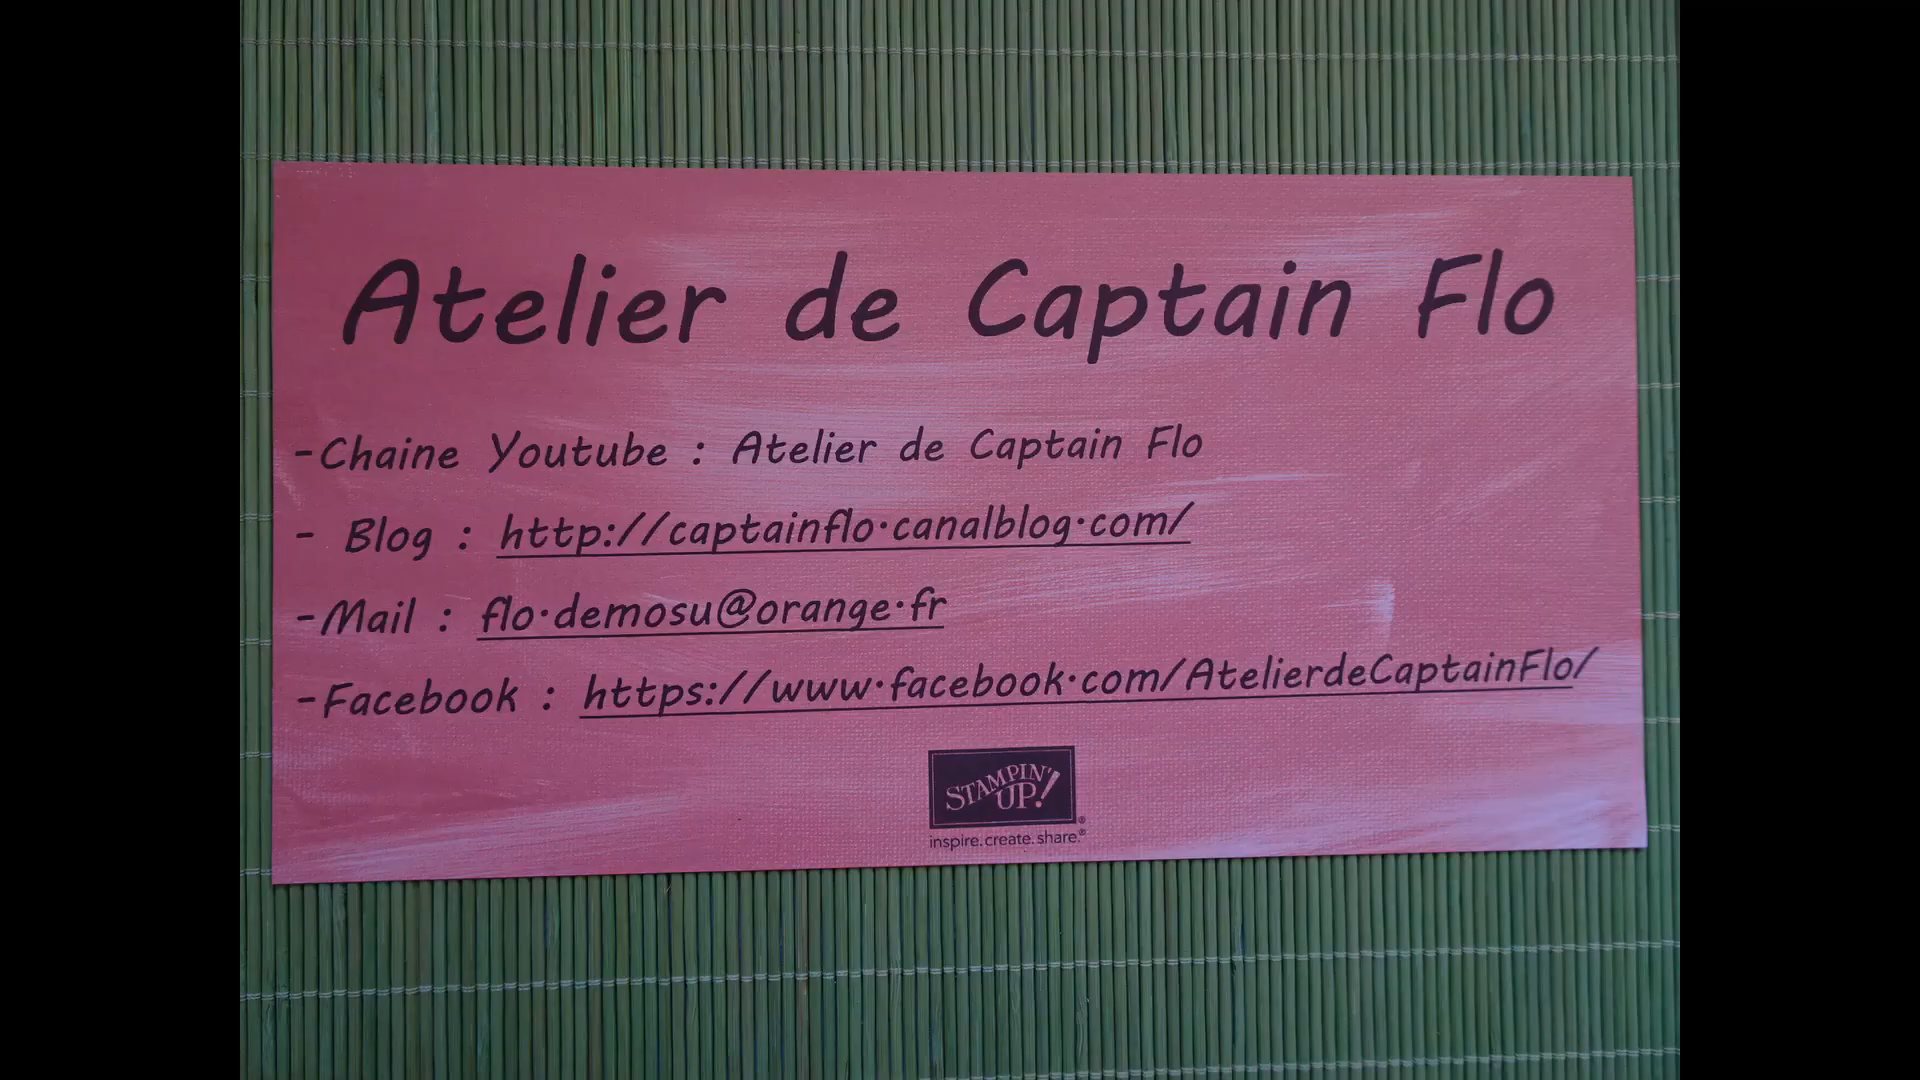 Atelier de Captain Flo
-Chaine Youtube : Atelier de Captain Flo
- Blog : http://captainflo.canalblog.com/
-Mail : flo.demosu@orange.fr
-Facebook : https://www.facebook.com/AtelierdeCaptainFlo/
STAMPIN'
UP!®
inspire.create.share.®